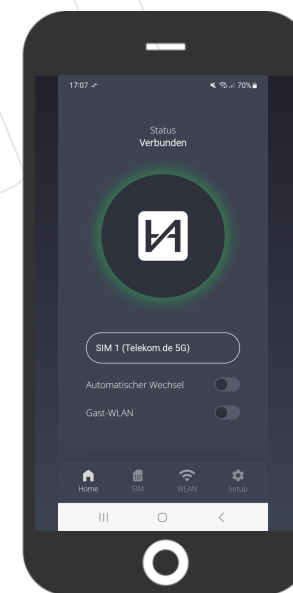 17:07
70%
Status
Verbunden
SIM 1 (Telekom.de 5G)
Automatischer Wechsel
Gast-WLAN
Home SIM WLAN Setup